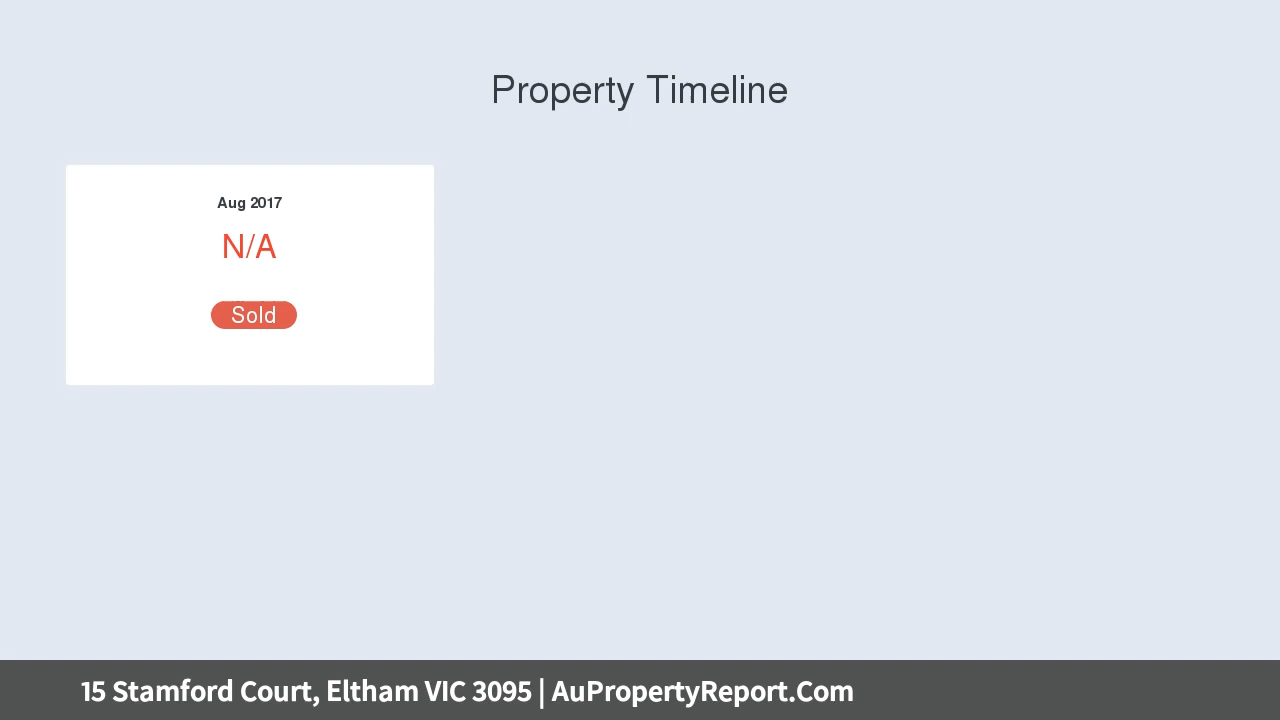 Property Timeline
Aug 2017
N/A
Sold
15 Stamford Court, Eltham VIC 3095 | AuPropertyReport.Com